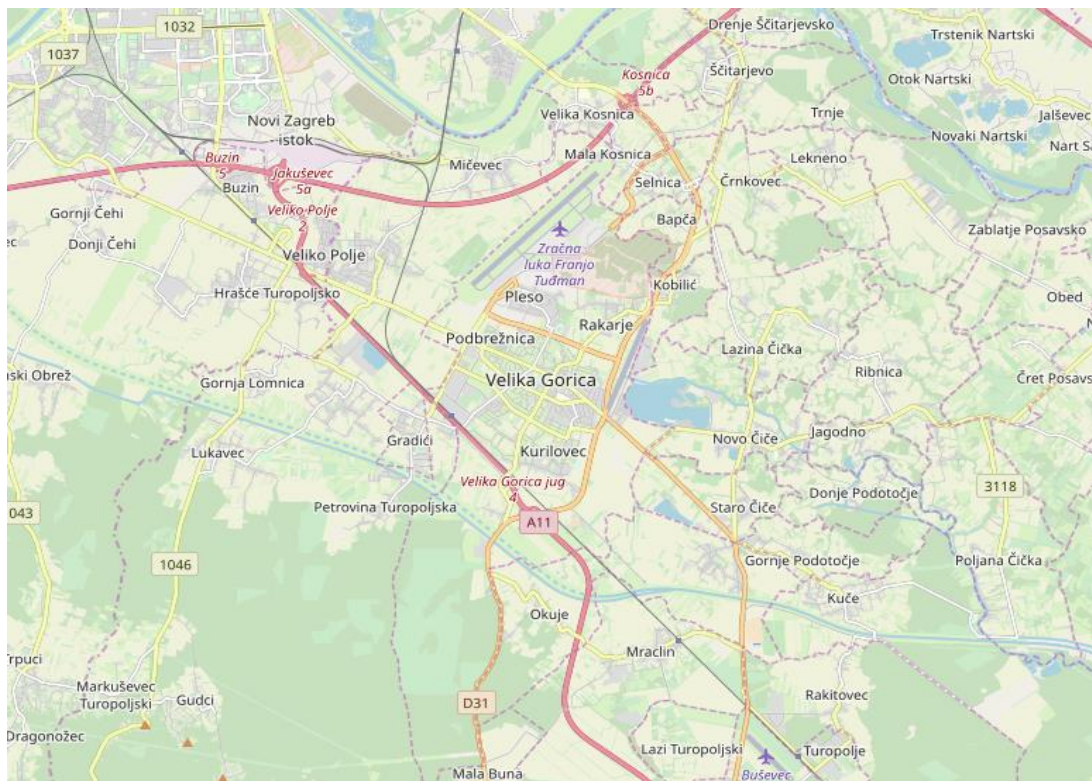 Drenje Ščitarjevsko
1032
Trstenik Nartski
1037
Kosnica
5b
Ščitarjevo
Otok Nartski
Velika Kosnica
Trnje
Jalševec
Novi Zagreb
istok
Novaki Nartski
Nart Sa
Buzin
5
Jakuševec
5a
Mičevec
Mala Kosnica
Lekneno
Buzin
Selnica
Črnkovec
Gornji Čehi
Veliko Polje
2
Bapča
Zablatje Posavsko
Donji Čehi
Veliko Polje
Zračna
luka Franjo
Tuđman
Hrašće Turopoljsko
Pleso
Kobilić
Obed
Rakarje
Podbrežnica
Lazina Čička
Ribnica
ski Obrež
Gornja Lomnica
Velika Gorica
Čret Posavs
Gradići
Novo Čiče
Jagodno
Lukavec
Kurilovec
Velika Gorica jug
4
3118
Petrovina Turopoljska
Donje Podotočje
Staro Čiče
043
A11
1046
Gornje Podotočje
Poljana Čička
Kuče
Okuje
Mraclin
Markuševec
Turopoljski
Gudci
Rakitovec
D31
Dragonožec
Lazi Turopoljski
Turopolje
Mala Buna
Buševec